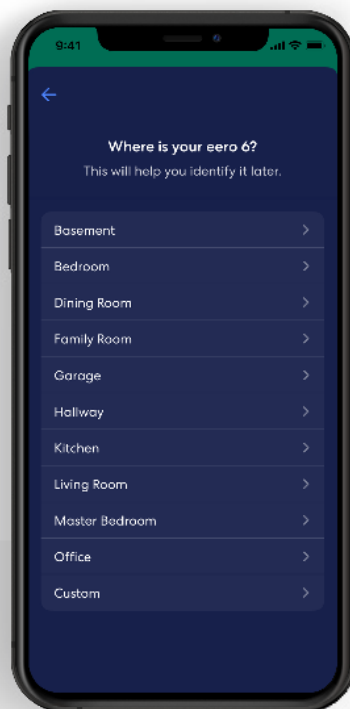 9:41
Where is your eero 6?
This will help you identify it later.
Basement
Bedroom
Dining Room
Family Room
Garage
Hallway
Kitchen
Living Room
Master Bedroom
Office
Custom